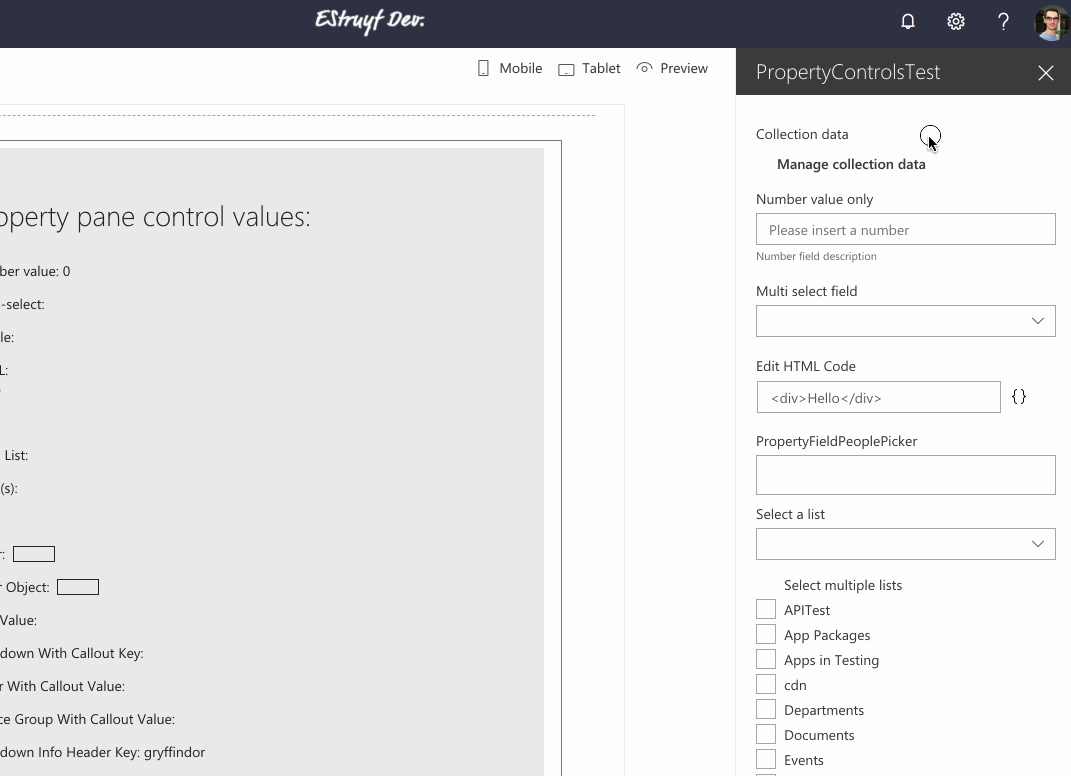 EStruyf Dev.
Mobile Tablet Preview
operty pane control values:
ber value: 0
-select:
le:
L:
List:
(s):
r:
r Object:
Value:
down With Callout Key:
r With Callout Value:
ce Group With Callout Value:
down Info Header Key: gryffindor
PropertyControlsTest
Collection data
Manage collection data
Number value only
Please insert a number
Number field description
Multi select field
Edit HTML Code
<div>Hello</div> {}
PropertyFieldPeoplePicker
Select a list
Select multiple lists
APITest
App Packages
Apps in Testing
cdn
Departments
Documents
Events